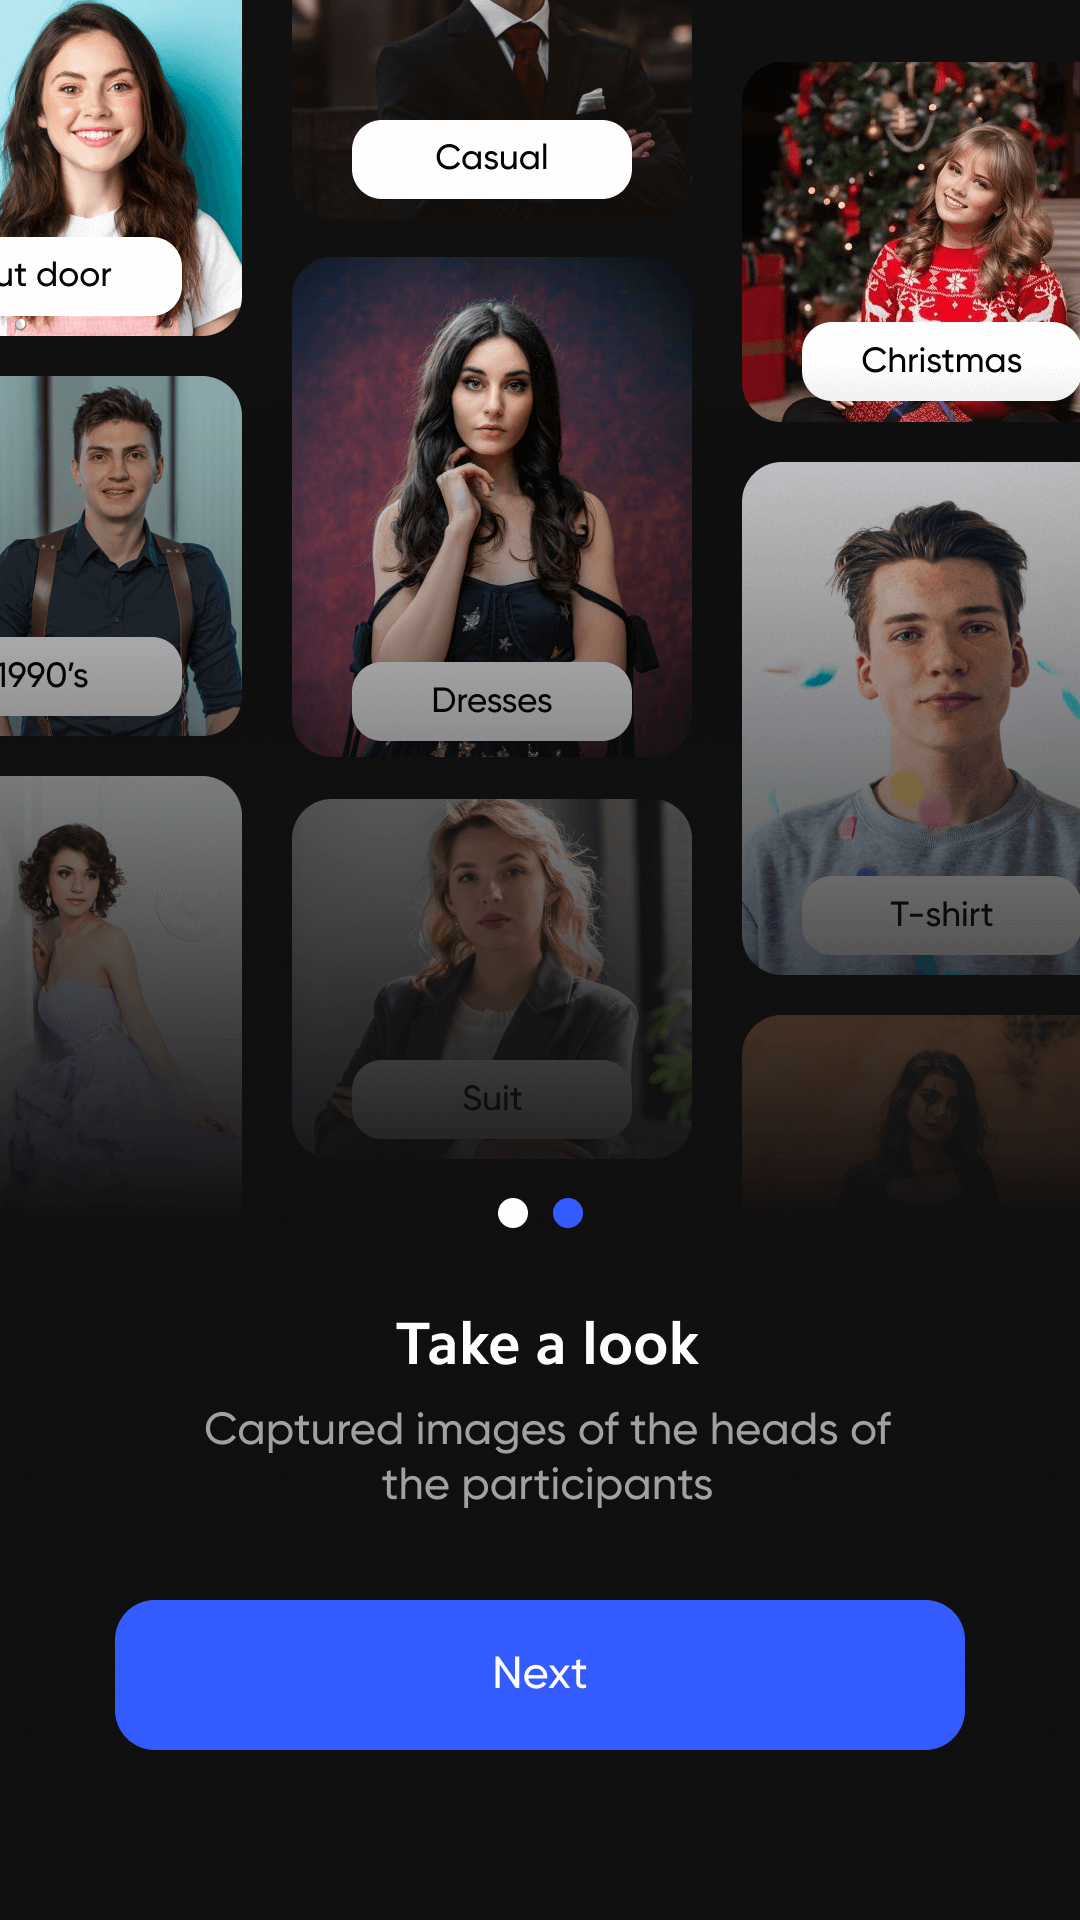 Casual
ut door
Christmas
1990's
Dresses
T-shirt
Suit
Take a look
Captured images of the heads of
the participants
Next